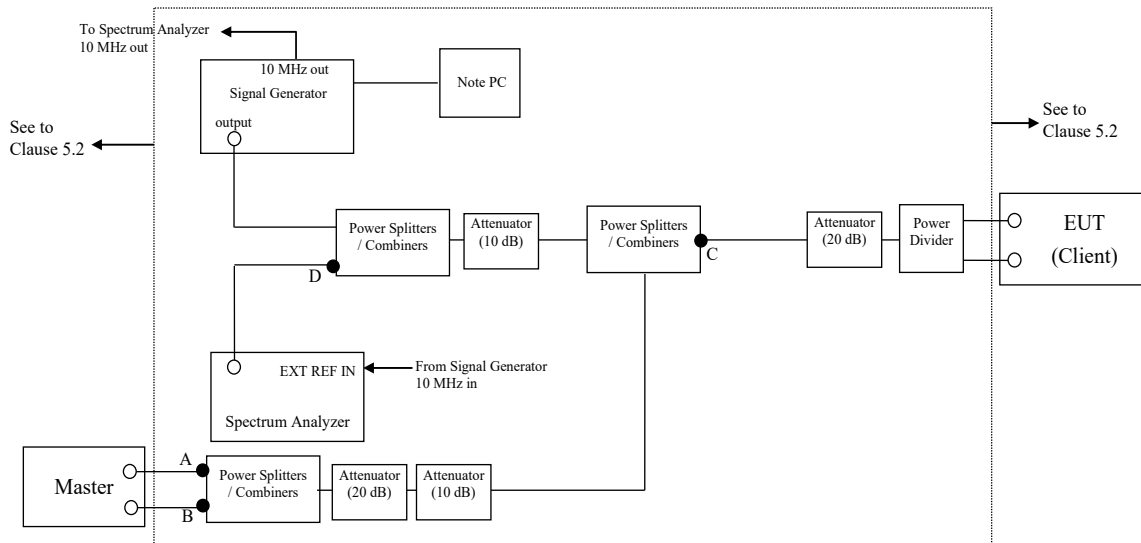 To Spectrum Analyzer
10 MHz out
10 MHz out
Signal Generator
output
Note PC
See to
Clause 5.2
See to
Clause 5.2
Power Splitters
/ Combiners
Attenuator
(10 dB)
Power Splitters
/ Combiners
C
Attenuator
(20 dB)
Power
Divider
EUT
(Client)
D
EXT REF IN
Spectrum Analyzer
From Signal Generator
10 MHz in
Master
A
B
Power Splitters
/ Combiners
Attenuator
(20 dB)
Attenuator
(10 dB)